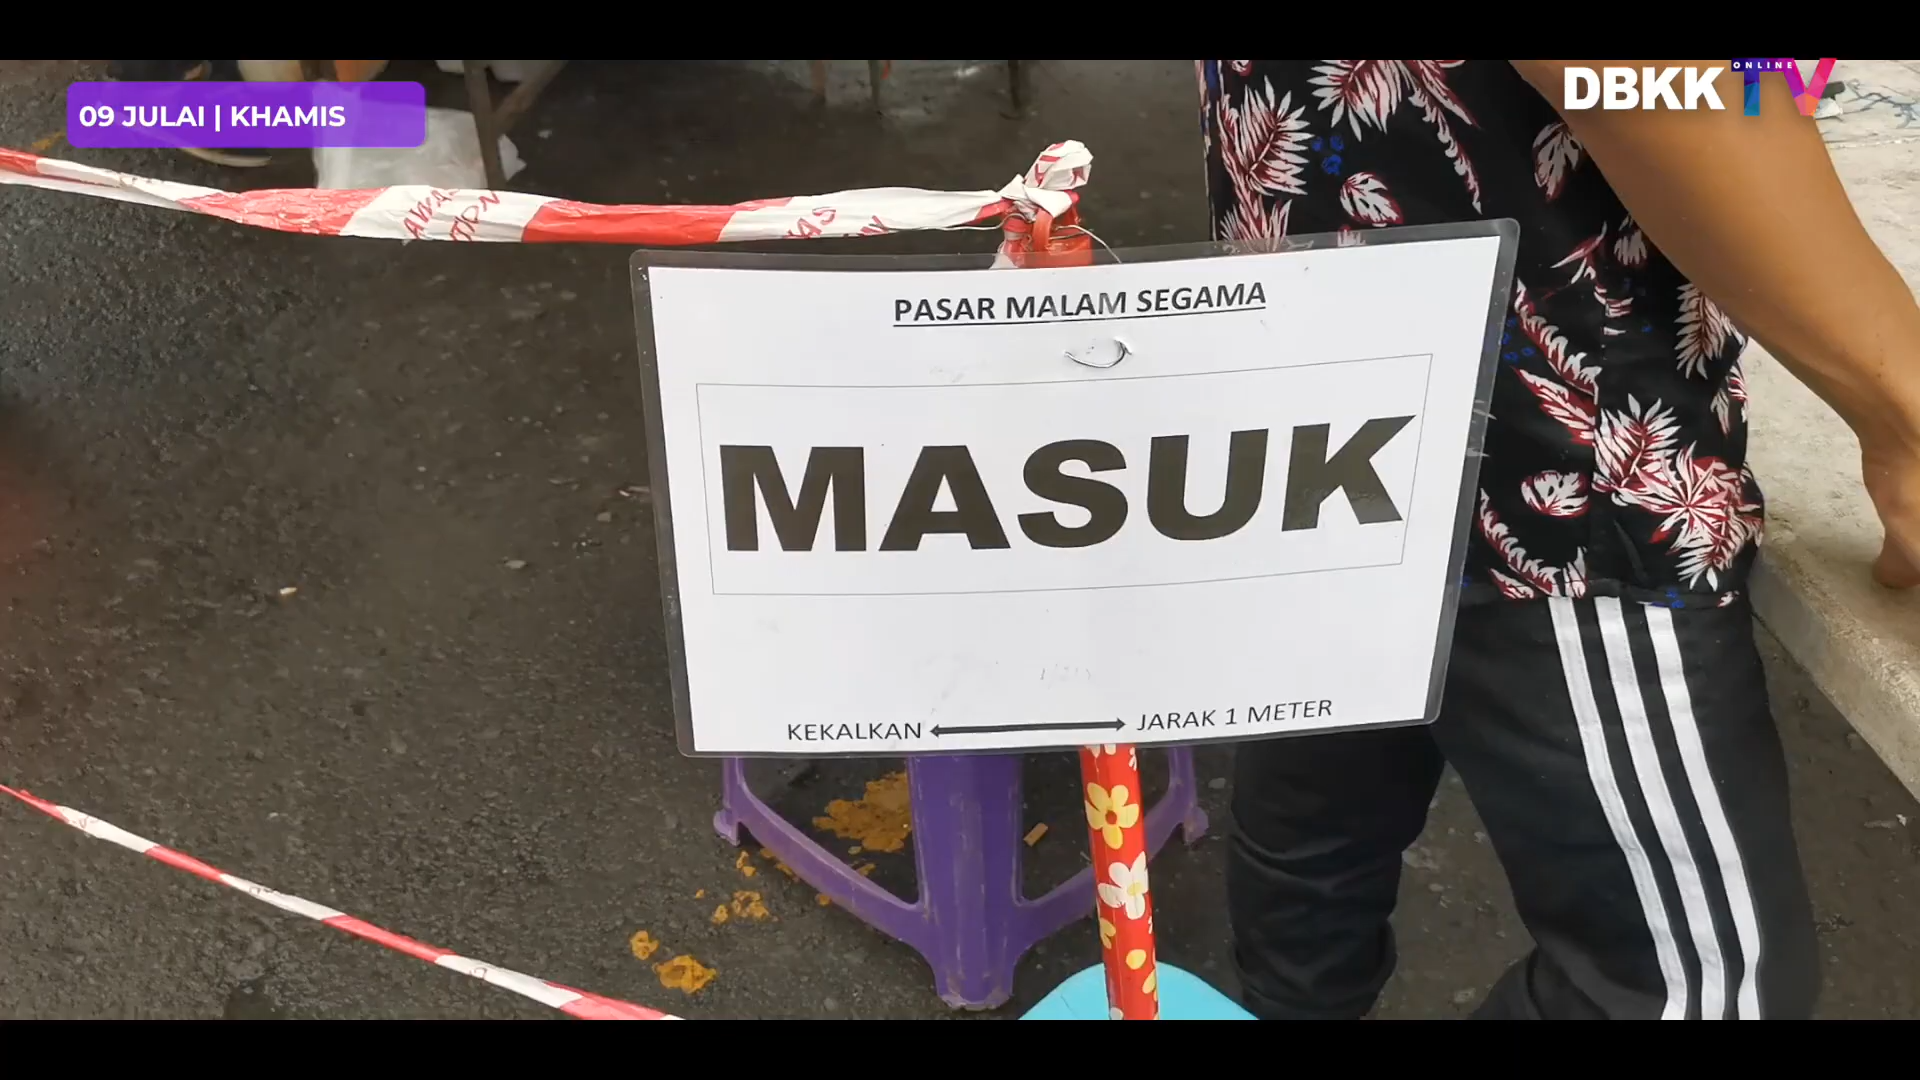 09 JULAI | KHAMIS
DBKK ONLINE TV
PASAR MALAM SEGAMA
MASUK
KEKALKAN JARAK 1 METER